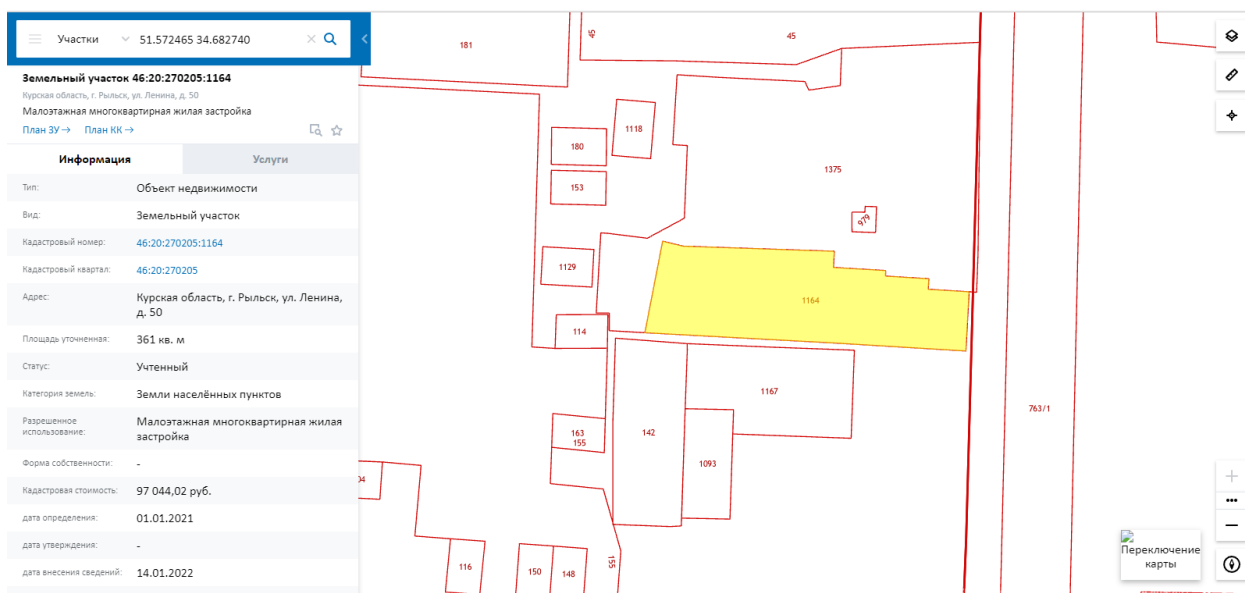 Участки 51.572465 34.682740
Земельный участок 46:20:270205:1164
Курская область, г. Рыльск, ул. Ленина, д. 50
Малоэтажная многоквартирная жилая застройка
План ЗУ → План КК →
Информация Услуги
Тип: Объект недвижимости
Вид: Земельный участок
Кадастровый номер: 46:20:270205:1164
Кадастровый квартал: 46:20:270205
Адрес: Курская область, г. Рыльск, ул. Ленина,
д. 50
Площадь уточненная: 361 кв. м
Статус: Учтенный
Категория земель: Земли населённых пунктов
Разрешенное
использование:
Малоэтажная многоквартирная жилая
застройка
Форма собственности: -
Кадастровая стоимость: 97 044,02 руб.
дата определения: 01.01.2021
дата утверждения: -
дата внесения сведений: 14.01.2022
181
45
45
1118
180
153
1375
979
1129
1164
114
1167
763/1
163
155
142
1093
04
116
150
148
155
Переключение
карты